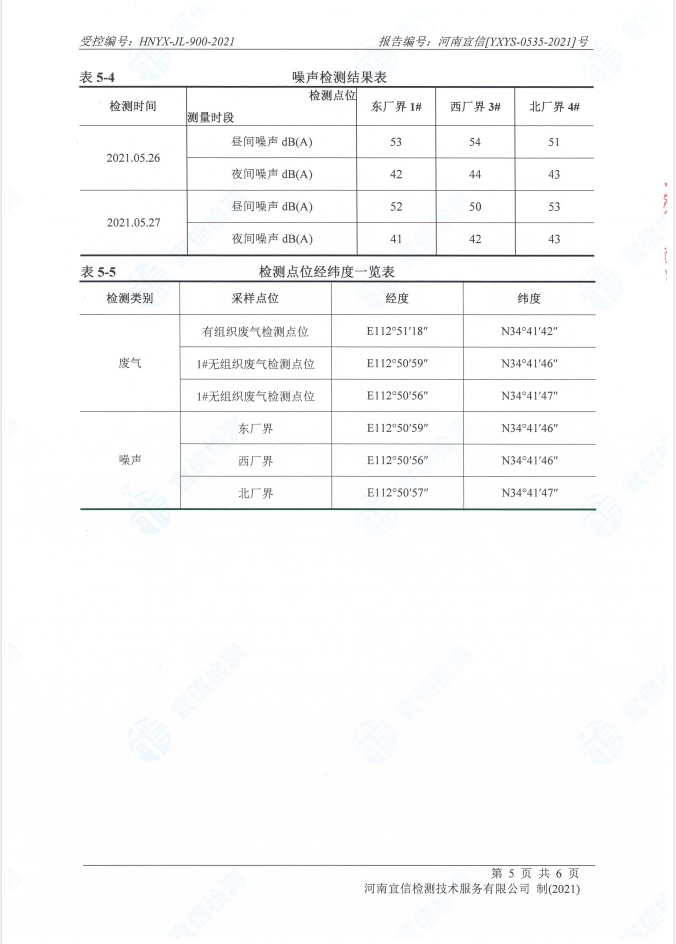 受控编号：HNYX-JL-900-2021 报告编号：河南宜信[YXYS-0535-2021]号
表 5-4 噪声检测结果表
检测时间 检测点位 测量时段 东厂界 1# 西厂界 3# 北厂界 4#
2021.05.26 昼间噪声 dB(A) 53 54 51
夜间噪声 dB(A) 42 44 43
2021.05.27 昼间噪声 dB(A) 52 50 53
夜间噪声 dB(A) 41 42 43
表 5-5 检测点位经纬度一览表
检测类别 采样点位 经度 纬度
废气 有组织废气检测点位 E112°51′18″ N34°41′42″
1#无组织废气检测点位 E112°50′59″ N34°41′46″
1#无组织废气检测点位 E112°50′56″ N34°41′47″
噪声 东厂界 E112°50′59″ N34°41′46″
西厂界 E112°50′56″ N34°41′46″
北厂界 E112°50′57″ N34°41′47″
宜信检测
宜信检测
第 5 页 共 6 页
河南宜信检测技术服务有限公司 制(2021)